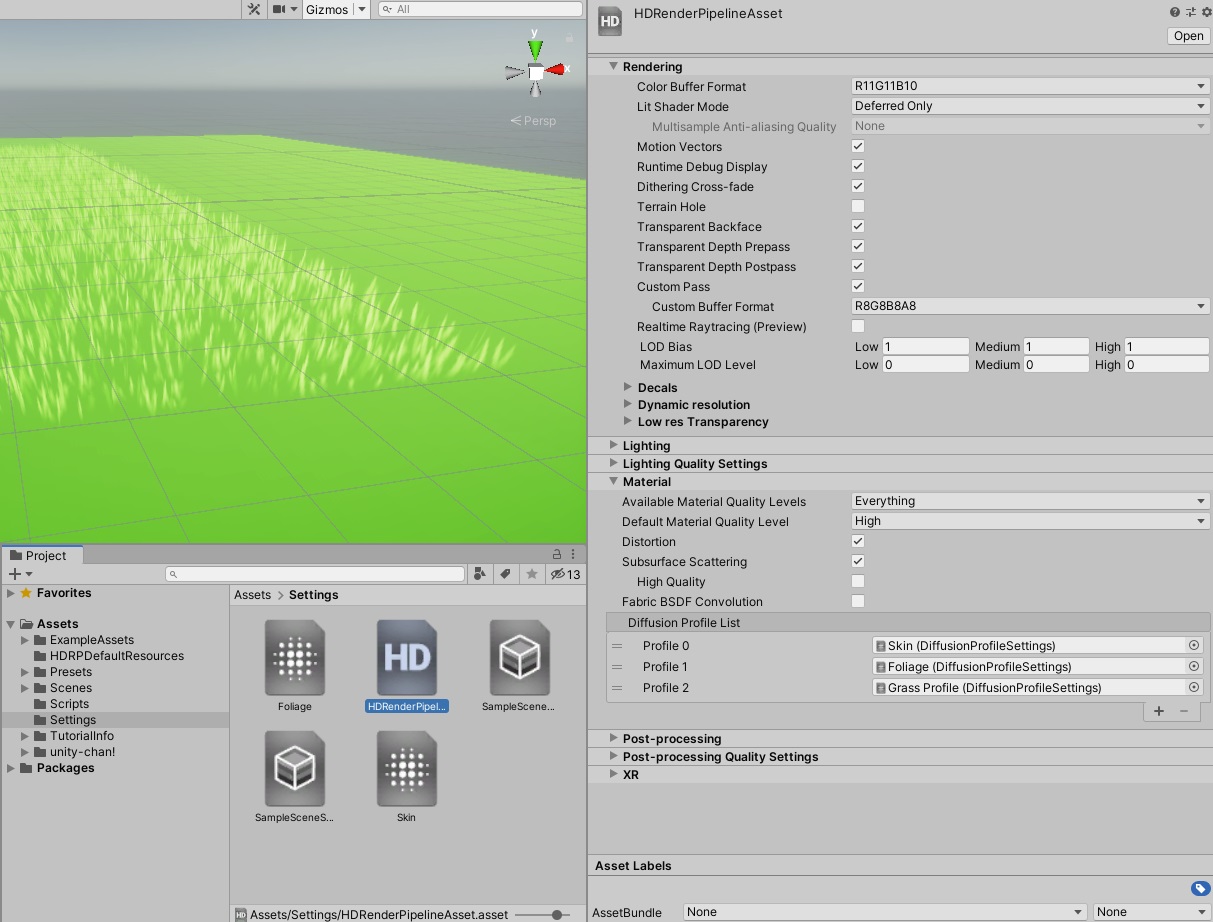 Gizmos
All
y
x
Persp
HD
HDRenderPipelineAsset
Open
Rendering
Color Buffer Format R11G11B10
Lit Shader Mode Deferred Only
Multisample Anti-aliasing Quality None
Motion Vectors
Runtime Debug Display
Dithering Cross-fade
Terrain Hole
Transparent Backface
Transparent Depth Prepass
Transparent Depth Postpass
Custom Pass
Custom Buffer Format R8G8B8A8
Realtime Raytracing (Preview)
LOD Bias Low 1 Medium 1 High 1
Maximum LOD Level Low 0 Medium 0 High 0
Decals
Dynamic resolution
Low res Transparency
Lighting
Lighting Quality Settings
Material
Available Material Quality Levels Everything
Default Material Quality Level High
Distortion
Subsurface Scattering
High Quality
Fabric BSDF Convolution
Diffusion Profile List
Profile 0 Skin (DiffusionProfileSettings)
Profile 1 Foliage (DiffusionProfileSettings)
Profile 2 Grass Profile (DiffusionProfileSettings)
Post-processing
Post-processing Quality Settings
XR
Asset Labels
AssetBundle None None
Project
13
Favorites
Assets
ExampleAssets
HDRPDefaultResources
Presets
Scenes
Scripts
Settings
TutorialInfo
unity-chan!
Packages
Assets > Settings
HD
Foliage HDRenderPipel... SampleScene...
SampleSceneS... Skin
HD Assets/Settings/HDRenderPipelineAsset.asset